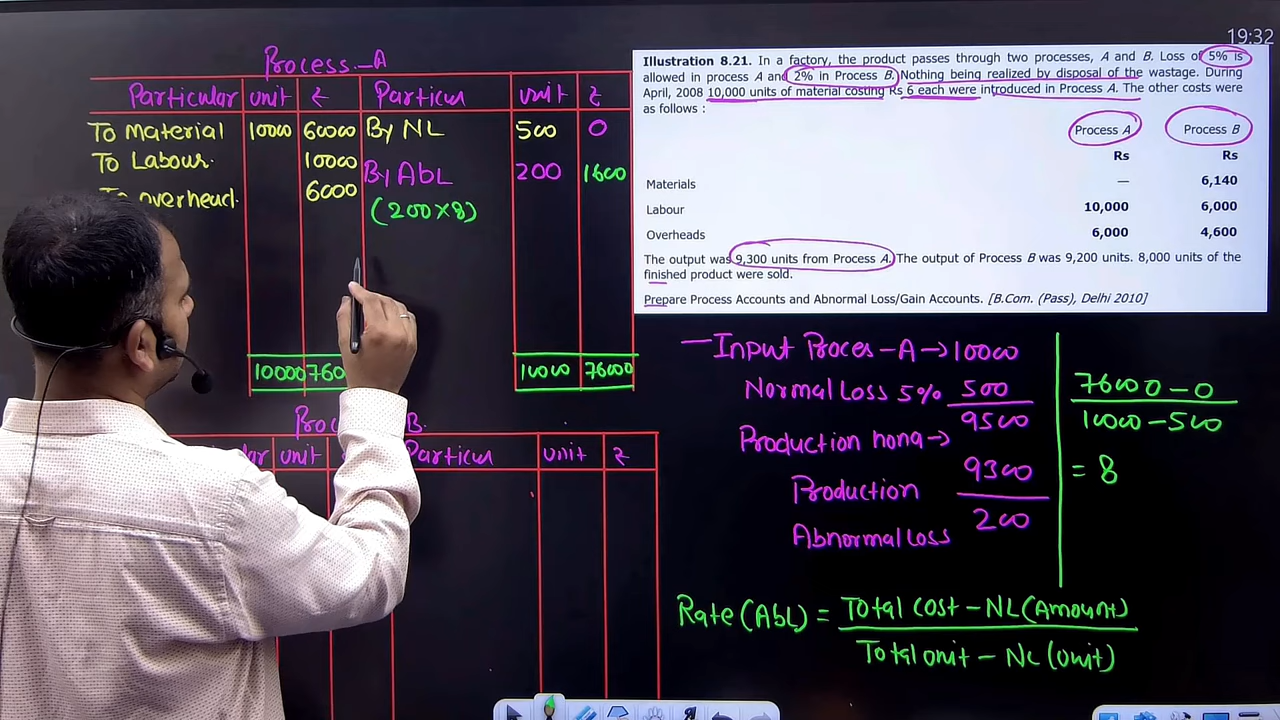 19:32
Process-A
Particular unit ₹ Particus unit ₹
To Material 10000 60000 By NL 500 0
To Labour. 10000 By AbL 200 1600
overhead. 6000 (200×8)
10000 760 10000 76000
B.
unit Particus unit ₹
Illustration 8.21. In a factory, the product passes through two processes, A and B. Loss of 5% is
allowed in process A and 2% in Process B. Nothing being realized by disposal of the wastage. During
April, 2008 10,000 units of material costing Rs 6 each were introduced in Process A. The other costs were
as follows :
Process A Process B
Rs Rs
Materials — 6,140
Labour 10,000 6,000
Overheads 6,000 4,600
The output was 9,300 units from Process A. The output of Process B was 9,200 units. 8,000 units of the
finished product were sold.
Prepare Process Accounts and Abnormal Loss/Gain Accounts. [B.Com. (Pass), Delhi 2010]
Input Proces-A→10000
Normal Loss 5% 500
9500
Production hona→
9300
Production
200
Abnormal Loss
76000-0
10000-500
= 8
Rate (AbL) = Total Cost - NL (Amount)
Total unit - NL (Unit)